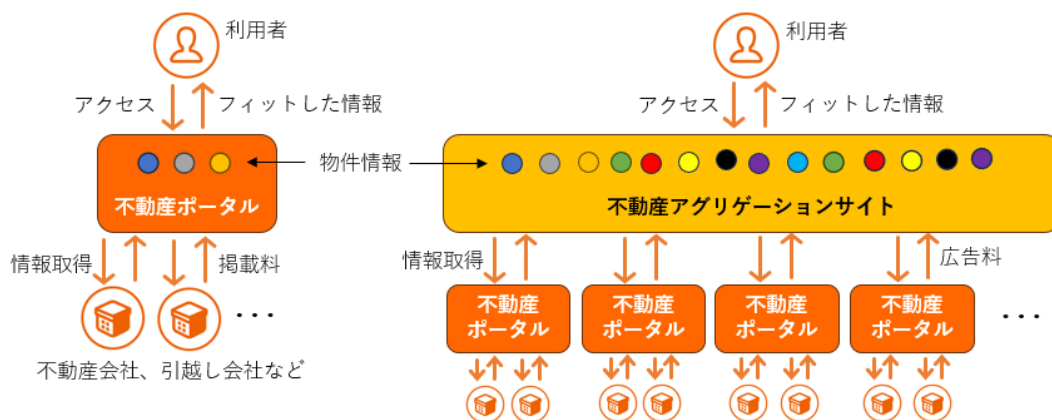 利用者
アクセス
フィットした情報
不動産ポータル
情報取得
掲載料
・・・
不動産会社、引越し会社など
物件情報
利用者
アクセス
フィットした情報
不動産アグリゲーションサイト
情報取得
広告料
不動産
ポータル
不動産
ポータル
不動産
ポータル
不動産
ポータル
・・・